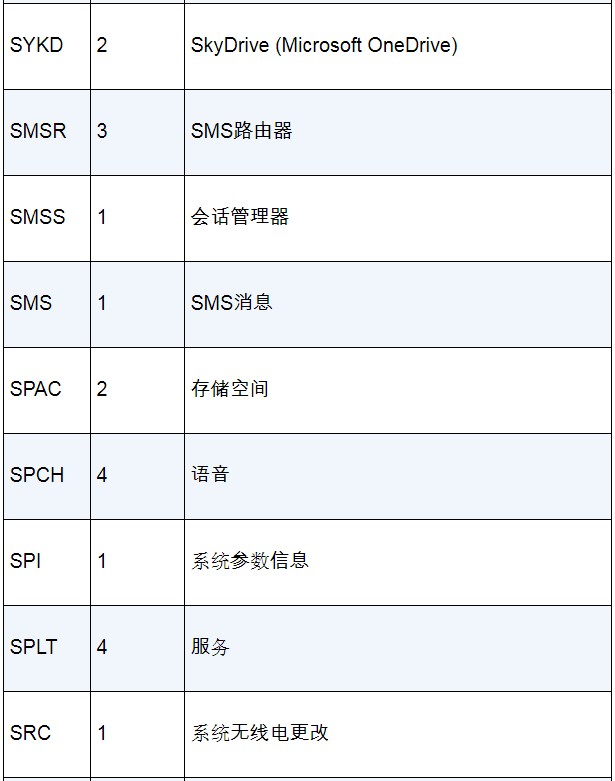 SYKD 2 SkyDrive (Microsoft OneDrive)
SMSR 3 SMS路由器
SMSS 1 会话管理器
SMS 1 SMS消息
SPAC 2 存储空间
SPCH 4 语音
SPI 1 系统参数信息
SPLT 4 服务
SRC 1 系统无线电更改